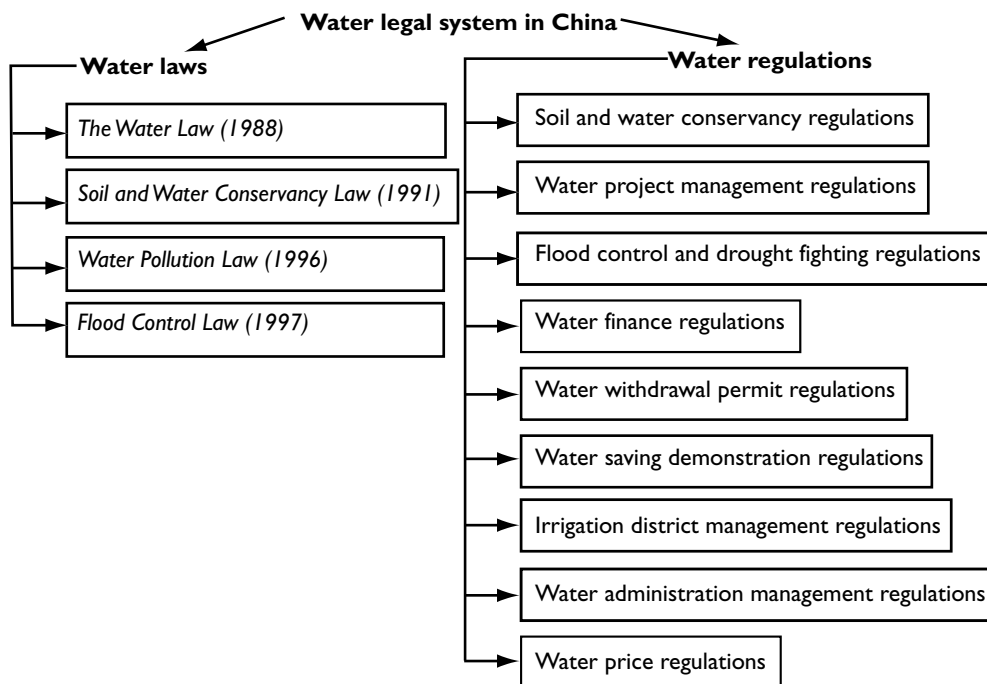 Water legal system in China
Water laws
The Water Law (1988)
Soil and Water Conservancy Law (1991)
Water Pollution Law (1996)
Flood Control Law (1997)
Water regulations
Soil and water conservancy regulations
Water project management regulations
Flood control and drought fighting regulations
Water finance regulations
Water withdrawal permit regulations
Water saving demonstration regulations
Irrigation district management regulations
Water administration management regulations
Water price regulations